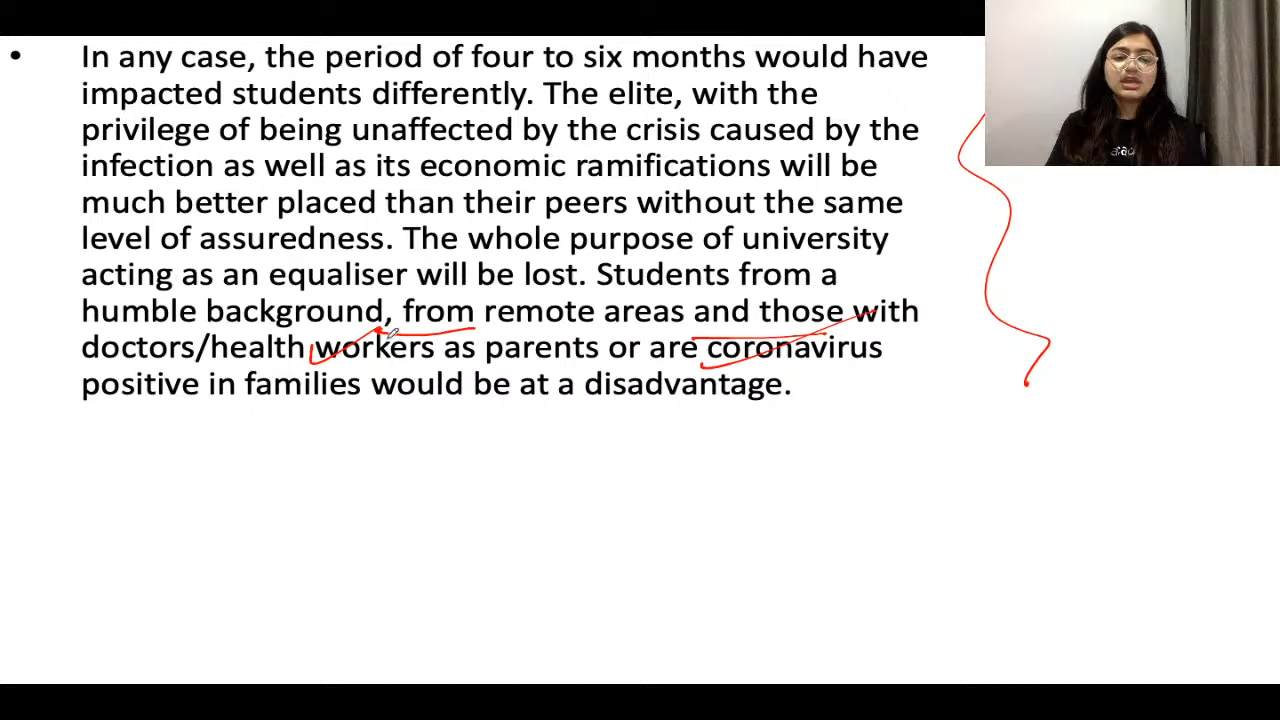 • In any case, the period of four to six months would have
impacted students differently. The elite, with the
privilege of being unaffected by the crisis caused by the
infection as well as its economic ramifications will be
much better placed than their peers without the same
level of assuredness. The whole purpose of university
acting as an equaliser will be lost. Students from a
humble background, from remote areas and those with
doctors/health workers as parents or are coronavirus
positive in families would be at a disadvantage.